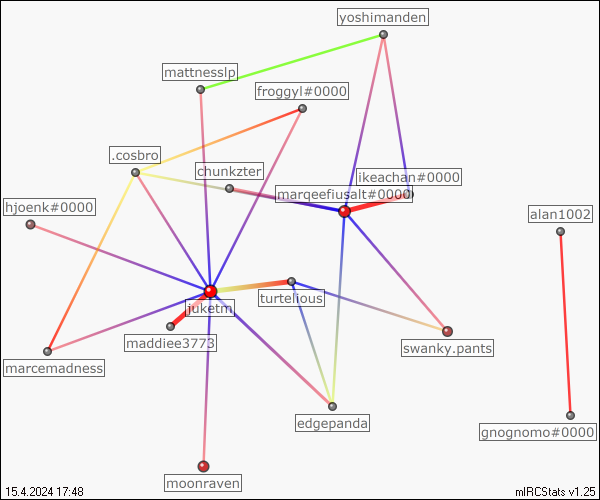 yoshimanden
mattnesslp
froggyl#0000
.cosbro
chunkzter
ikeachan#0000
marqeefiusalt#0000
hjoenk#0000
alan1002
juketm
turtelious
maddiee3773
swanky.pants
marcemadness
edgepanda
gnognomo#0000
moonraven
15.4.2024 17:48
mIRCStats v1.25